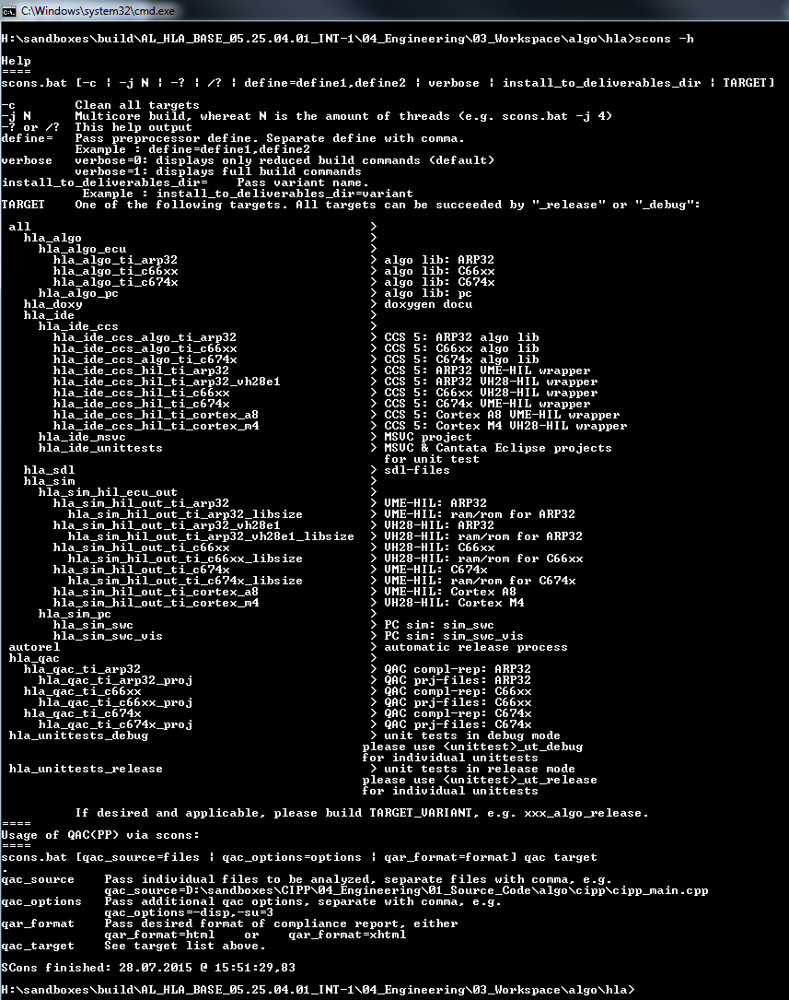 C:\Windows\system32\cmd.exe
H:\sandboxes\build\AL_HLA_BASE_05.25.04.01_INT-1\04_Engineering\03_Workspace\algo\hla>scons -h
Help
====
scons.bat [-c | -j N | -? | /? | define=define1,define2 | verbose | install_to_deliverables_dir | TARGET]
-c        Clean all targets
-j N      Multicore build, whereat N is the amount of threads (e.g. scons.bat -j 4)
-? or /?  This help output
define=   Pass preprocessor define. Separate define with comma.
          Example : define=define1,define2
verbose   verbose=0: displays only reduced build commands (default)
          verbose=1: displays full build commands
install_to_deliverables_dir=    Pass variant name.
           Example : install_to_deliverables_dir=variant
TARGET    One of the following targets. All targets can be succeeded by "_release" or "_debug":
 all                                              >
   hla_algo                                       >
     hla_algo_ecu                                 >
       hla_algo_ti_arp32                          > algo lib: ARP32
       hla_algo_ti_c66xx                          > algo lib: C66xx
       hla_algo_ti_c674x                          > algo lib: C674x
     hla_algo_pc                                  > algo lib: pc
   hla_doxy                                       > doxygen docu
   hla_ide                                        >
     hla_ide_ccs                                  >
       hla_ide_ccs_algo_ti_arp32                  > CCS 5: ARP32 algo lib
       hla_ide_ccs_algo_ti_c66xx                  > CCS 5: C66xx algo lib
       hla_ide_ccs_algo_ti_c674x                  > CCS 5: C674x algo lib
       hla_ide_ccs_hil_ti_arp32                   > CCS 5: ARP32 VME-HIL wrapper
       hla_ide_ccs_hil_ti_arp32_vh28e1            > CCS 5: ARP32 VH28-HIL wrapper
       hla_ide_ccs_hil_ti_c66xx                   > CCS 5: C66xx VH28-HIL wrapper
       hla_ide_ccs_hil_ti_c674x                   > CCS 5: C674x VME-HIL wrapper
       hla_ide_ccs_hil_ti_cortex_a8               > CCS 5: Cortex A8 VME-HIL wrapper
       hla_ide_ccs_hil_ti_cortex_m4               > CCS 5: Cortex M4 VH28-HIL wrapper
     hla_ide_msvc                                 > MSVC project
     hla_ide_unittests                            > MSVC & Cantata Eclipse projects
                                                    for unit test
   hla_sdl                                        > sdl-files
   hla_sim                                        >
     hla_sim_hil_ecu_out                          >
       hla_sim_hil_out_ti_arp32                   > VME-HIL: ARP32
         hla_sim_hil_out_ti_arp32_libsize         > VME-HIL: ram/rom for ARP32
       hla_sim_hil_out_ti_arp32_vh28e1            > VH28-HIL: ARP32
         hla_sim_hil_out_ti_arp32_vh28e1_libsize  > VH28-HIL: ram/rom for ARP32
       hla_sim_hil_out_ti_c66xx                   > VH28-HIL: C66xx
         hla_sim_hil_out_ti_c66xx_libsize         > VH28-HIL: ram/rom for C66xx
       hla_sim_hil_out_ti_c674x                   > VME-HIL: C674x
         hla_sim_hil_out_ti_c674x_libsize         > VME-HIL: ram/rom for C674x
       hla_sim_hil_out_ti_cortex_a8               > VME-HIL: Cortex A8
       hla_sim_hil_out_ti_cortex_m4               > VH28-HIL: Cortex M4
     hla_sim_pc                                   >
       hla_sim_swc                                > PC sim: sim_swc
       hla_sim_swc_vis                            > PC sim: sim_swc_vis
 autorel                                          > automatic release process
 hla_qac                                          >
   hla_qac_ti_arp32                               > QAC compl-rep: ARP32
     hla_qac_ti_arp32_proj                        > QAC prj-files: ARP32
   hla_qac_ti_c66xx                               > QAC compl-rep: C66xx
     hla_qac_ti_c66xx_proj                        > QAC prj-files: C66xx
   hla_qac_ti_c674x                               > QAC compl-rep: C674x
     hla_qac_ti_c674x_proj                        > QAC prj-files: C674x
 hla_unittests_debug                              > unit tests in debug mode
                                                 please use <unittest>_ut_debug
                                                 for individual unittests
 hla_unittests_release                            > unit tests in release mode
                                                 please use <unittest>_ut_release
                                                 for individual unittests
          If desired and applicable, please build TARGET_VARIANT, e.g. xxx_algo_release.
====
Usage of QAC(PP) via scons:
====
scons.bat [qac_source=files | qac_options=options | qar_format=format] qac target
-
qac_source    Pass individual files to be analyzed, separate files with comma, e.g.
              qac_source=D:\sandboxes\CIPP\04_Engineering\01_Source_Code\algo\cipp\cipp_main.cpp
qac_options   Pass additional qac options, separate with comma, e.g.
              qac_options=-disp,-su=3
qar_format    Pass desired format of compliance report, either
              qar_format=html    or    qar_format=xhtml
qac_target    See target list above.
SCons finished: 28.07.2015 @ 15:51:29,83
H:\sandboxes\build\AL_HLA_BASE_05.25.04.01_INT-1\04_Engineering\03_Workspace\algo\hla>